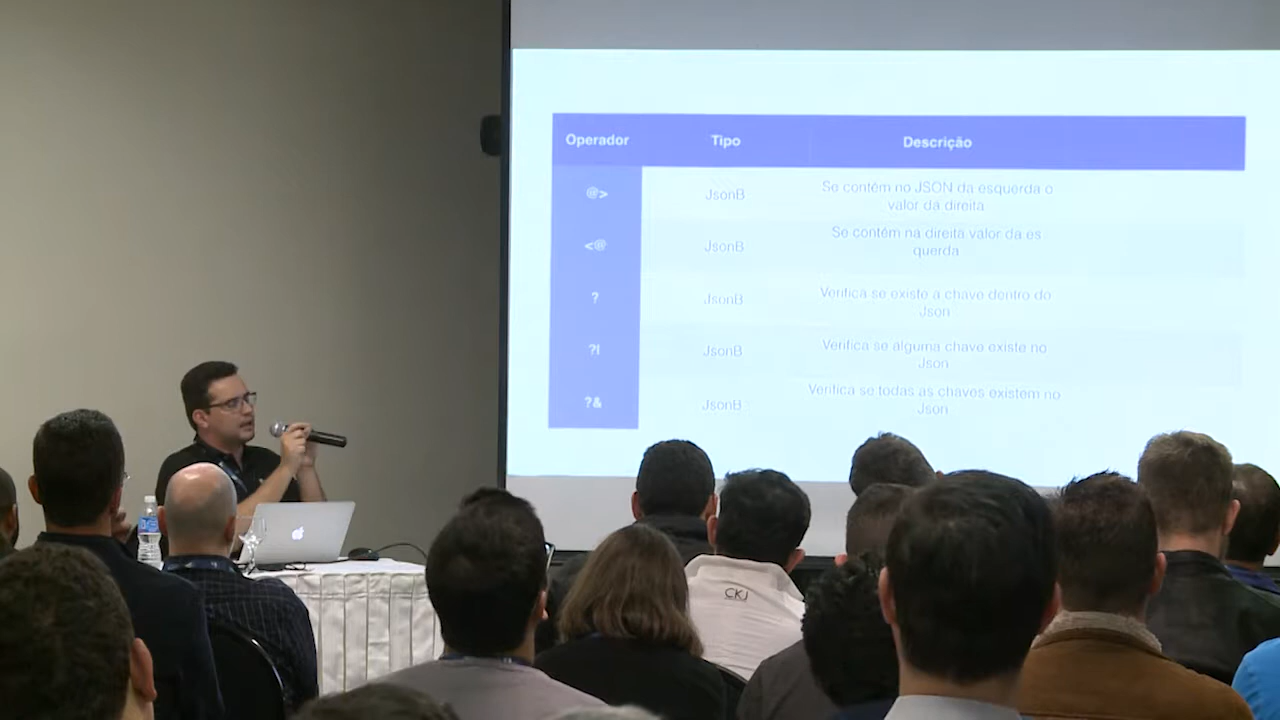 Operador Tipo Descrição
@> JsonB Se contém no JSON da esquerda o
valor da direita
<@ JsonB Se contém na direita valor da es
querda
? JsonB Verifica se existe a chave dentro do
Json
?| JsonB Verifica se alguma chave existe no
Json
?& JsonB Verifica se todas as chaves existem no
Json
CKJ